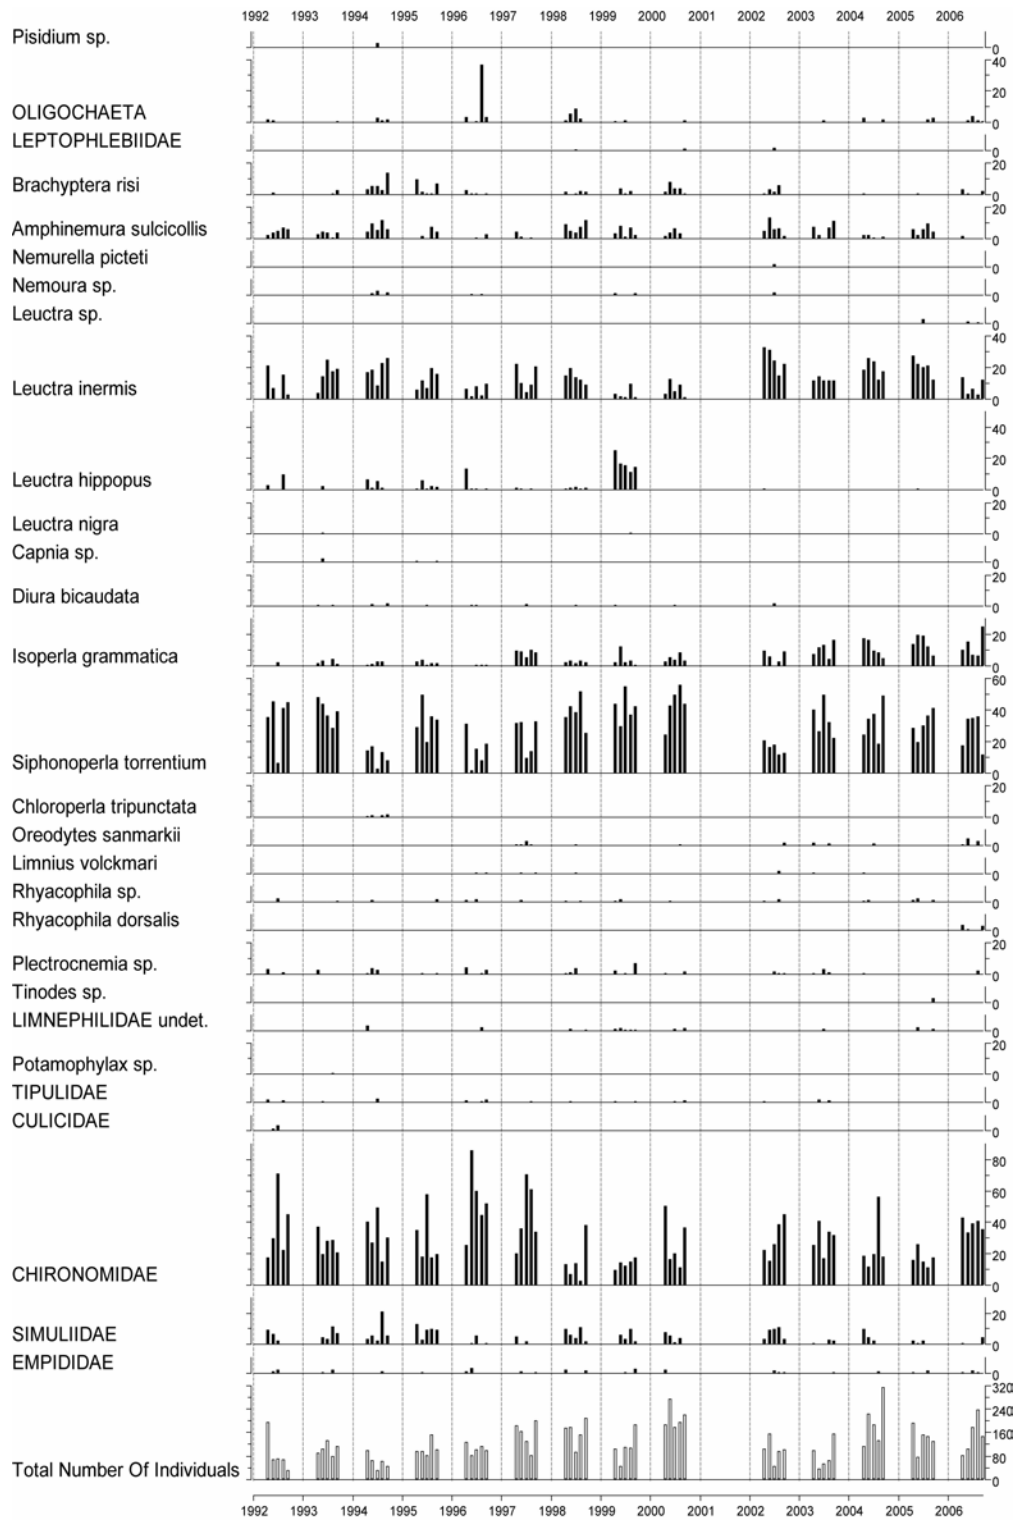 1992 1993 1994 1995 1996 1997 1998 1999 2000 2001 2002 2003 2004 2005 2006
Pisidium sp.
0
40
20
OLIGOCHAETA
0
LEPTOPHLEBIIDAE
0
20
Brachyptera risi
0
20
Amphinemura sulcicollis
0
Nemurella picteti
0
Nemoura sp.
0
Leuctra sp.
0
40
20
Leuctra inermis
0
40
20
Leuctra hippopus
0
20
Leuctra nigra
0
Capnia sp.
0
20
Diura bicaudata
0
20
Isoperla grammatica
0
60
40
20
Siphonoperla torrentium
0
20
Chloroperla tripunctata
0
Oreodytes sanmarkii
0
Limnius volckmari
0
Rhyacophila sp.
0
Rhyacophila dorsalis
0
20
Plectrocnemia sp.
0
Tinodes sp.
0
LIMNEPHILIDAE undet.
0
20
Potamophylax sp.
0
TIPULIDAE
0
CULICIDAE
0
80
60
40
20
CHIRONOMIDAE
0
20
SIMULIIDAE
0
EMPIDIDAE
0
320
240
160
80
Total Number Of Individuals
0
1992 1993 1994 1995 1996 1997 1998 1999 2000 2001 2002 2003 2004 2005 2006